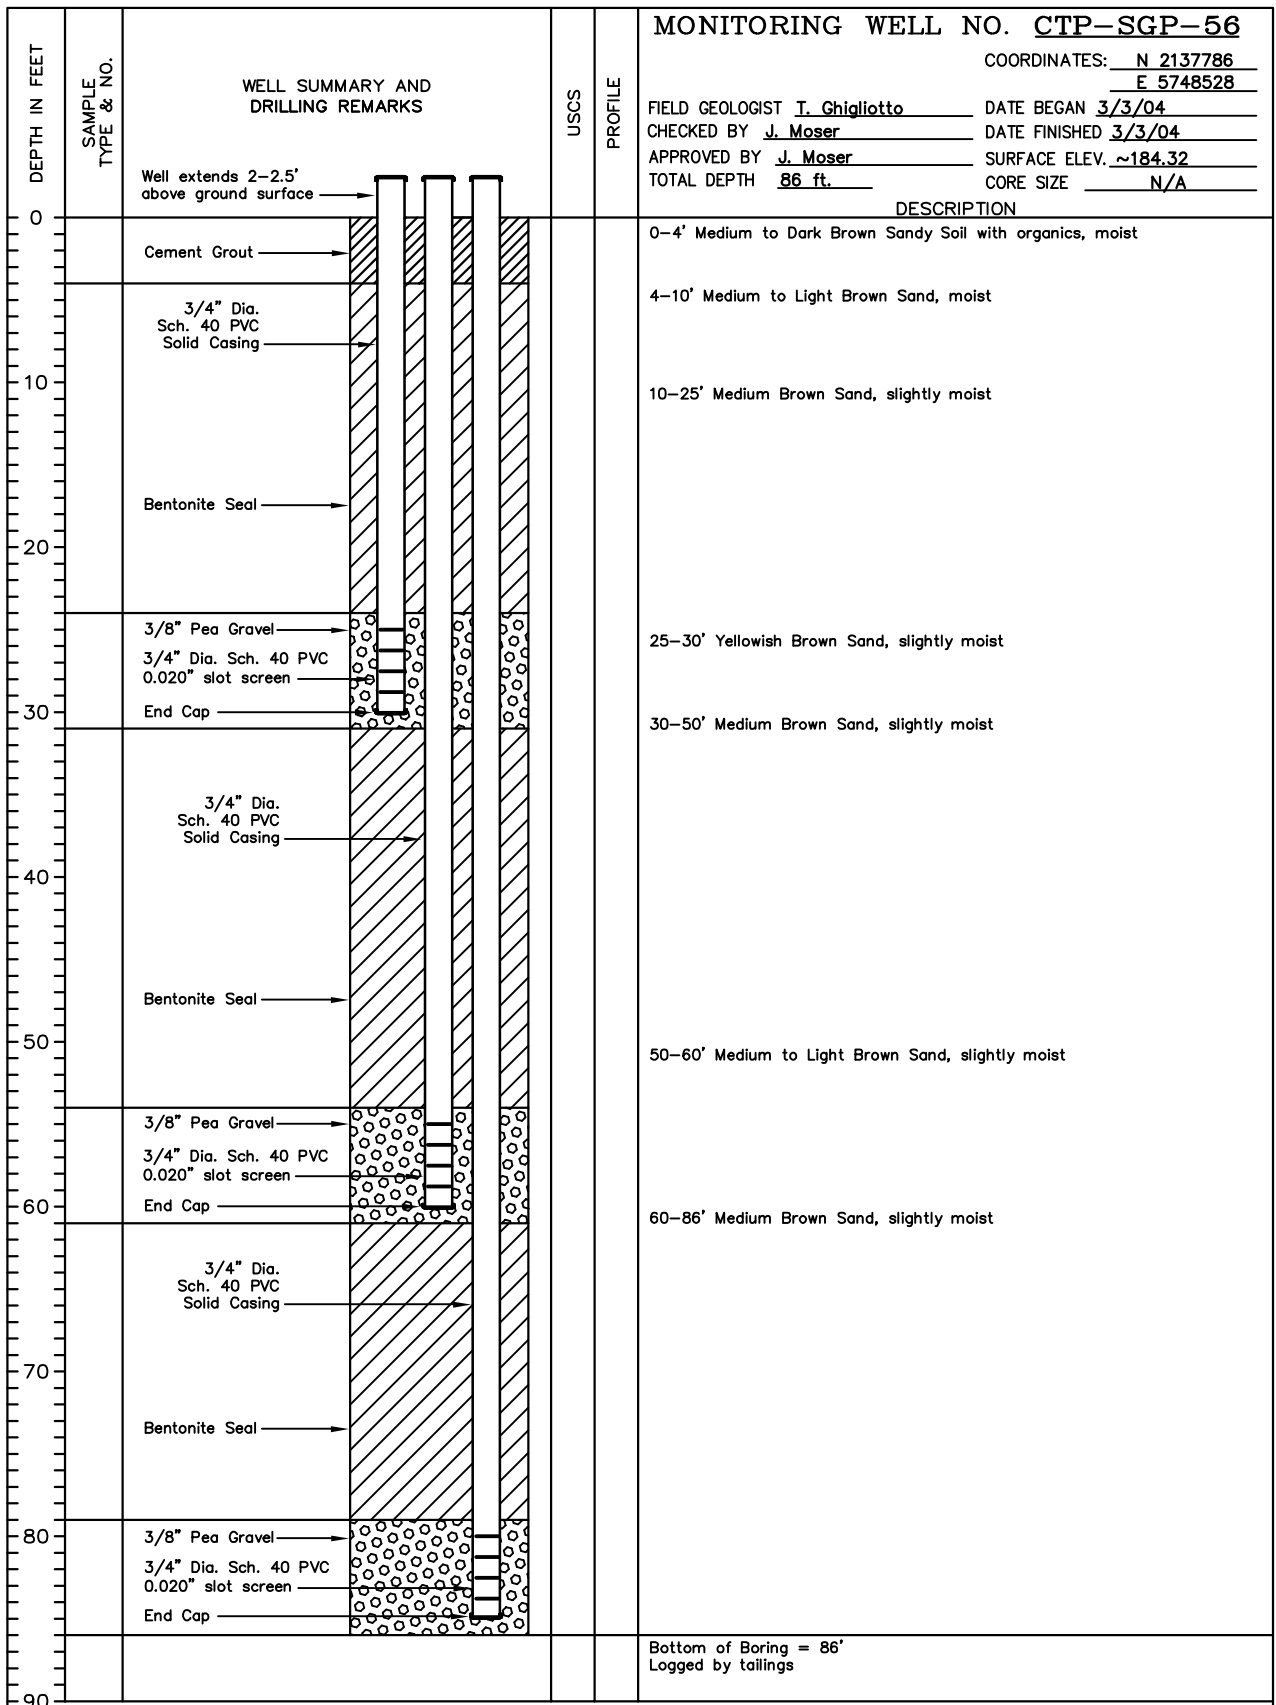 MONITORING WELL NO. CTP-SGP-56
COORDINATES: N 2137786
E 5748528
FIELD GEOLOGIST T. Ghigliotto DATE BEGAN 3/3/04
CHECKED BY J. Moser DATE FINISHED 3/3/04
APPROVED BY J. Moser SURFACE ELEV. ~184.32
TOTAL DEPTH 86 ft. CORE SIZE N/A
DEPTH IN FEET
SAMPLE
TYPE & NO.
WELL SUMMARY AND
DRILLING REMARKS
USCS
PROFILE
DESCRIPTION
Well extends 2-2.5'
above ground surface
0
0-4' Medium to Dark Brown Sandy Soil with organics, moist
Cement Grout
4-10' Medium to Light Brown Sand, moist
3/4" Dia.
Sch. 40 PVC
Solid Casing
10
10-25' Medium Brown Sand, slightly moist
Bentonite Seal
20
3/8" Pea Gravel
25-30' Yellowish Brown Sand, slightly moist
3/4" Dia. Sch. 40 PVC
0.020" slot screen
End Cap
30
30-50' Medium Brown Sand, slightly moist
3/4" Dia.
Sch. 40 PVC
Solid Casing
40
Bentonite Seal
50
50-60' Medium to Light Brown Sand, slightly moist
3/8" Pea Gravel
3/4" Dia. Sch. 40 PVC
0.020" slot screen
End Cap
60
60-86' Medium Brown Sand, slightly moist
3/4" Dia.
Sch. 40 PVC
Solid Casing
70
Bentonite Seal
80
3/8" Pea Gravel
3/4" Dia. Sch. 40 PVC
0.020" slot screen
End Cap
Bottom of Boring = 86'
Logged by tailings
90